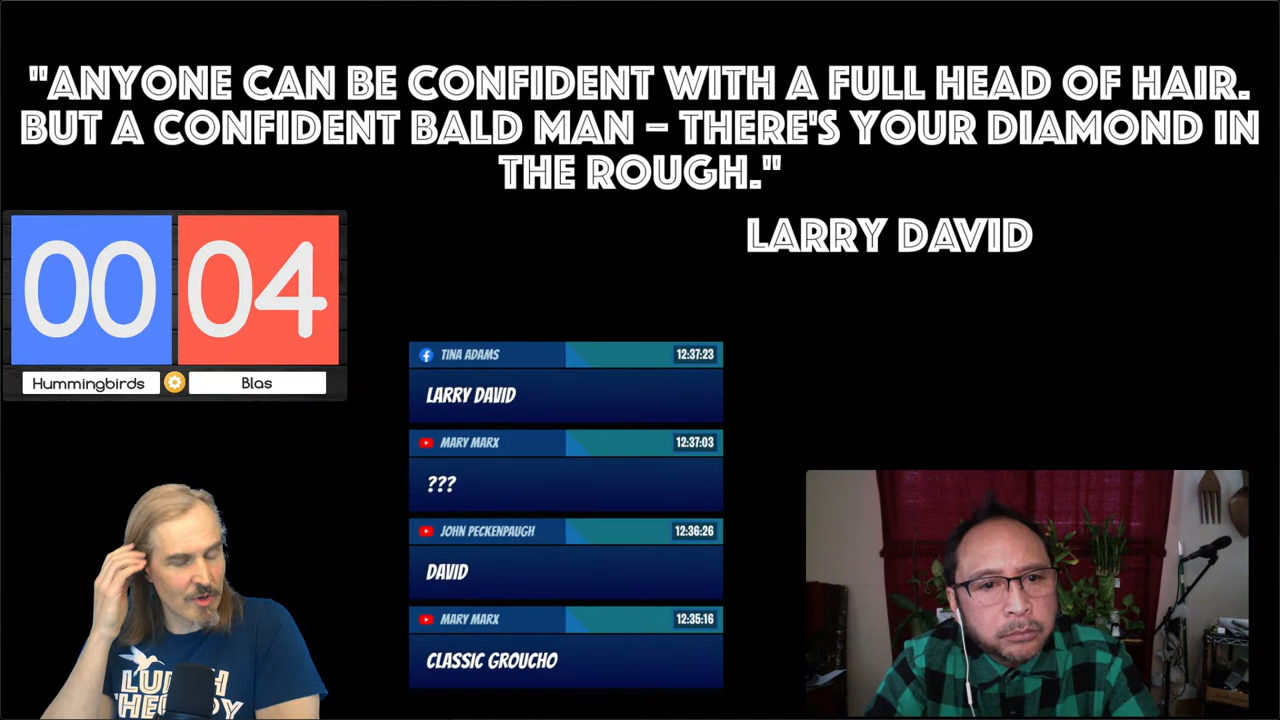 "ANYONE CAN BE CONFIDENT WITH A FULL HEAD OF HAIR.
BUT A CONFIDENT BALD MAN – THERE'S YOUR DIAMOND IN
THE ROUGH."
LARRY DAVID
00 04
Hummingbirds Blas
TINA ADAMS 12:37:23
LARRY DAVID
MARY MARX 12:37:03
???
JOHN PECKENPAUGH 12:36:26
DAVID
MARY MARX 12:35:16
CLASSIC GROUCHO